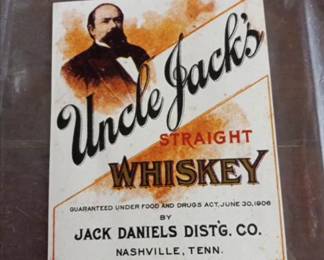 Uncle Jack's
STRAIGHT
WHISKEY
GUARANTEED UNDER FOOD AND DRUGS ACT, JUNE 30, 1906
BY
JACK DANIELS DIST'G. CO.
NASHVILLE, TENN.